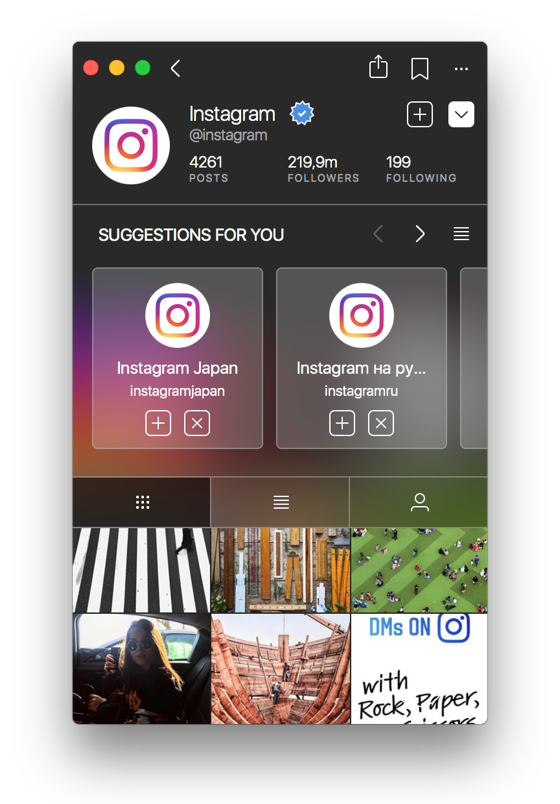 Instagram
@instagram
4261 219,9m 199
POSTS FOLLOWERS FOLLOWING
SUGGESTIONS FOR YOU
Instagram Japan Instagram на ру...
instagramjapan instagramru
DMs ON
with
Rock, Paper,